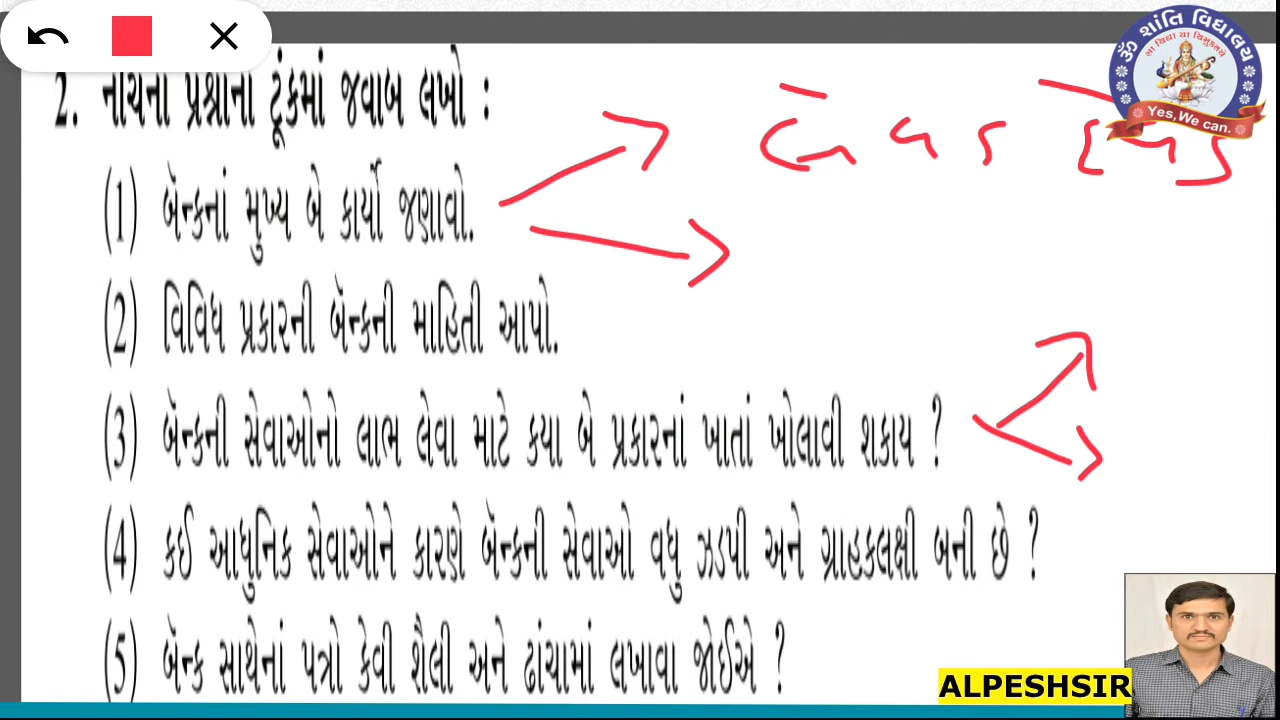 ૐ શાંતિ વિદ્યાલય
સા વિદ્યા યા વિમુક્તયે
Yes, We can.
2. નીચેના પ્રશ્નોના ટૂંકમાં જવાબ લખો :
(1) બૅન્કનાં મુખ્ય બે કાર્યો જણાવો.
(2) વિવિધ પ્રકારની બૅન્કની માહિતી આપો.
(3) બૅન્કની સેવાઓનો લાભ લેવા માટે કયા બે પ્રકારનાં ખાતાં ખોલાવી શકાય ?
(4) કઈ આધુનિક સેવાઓને કારણે બૅન્કની સેવાઓ વધુ ઝડપી અને ગ્રાહકલક્ષી બની છે ?
(5) બૅન્ક સાથેનાં પત્રો કેવી શૈલી અને ઢાંચામાં લખાવા જોઈએ ?
ALPESHSIR